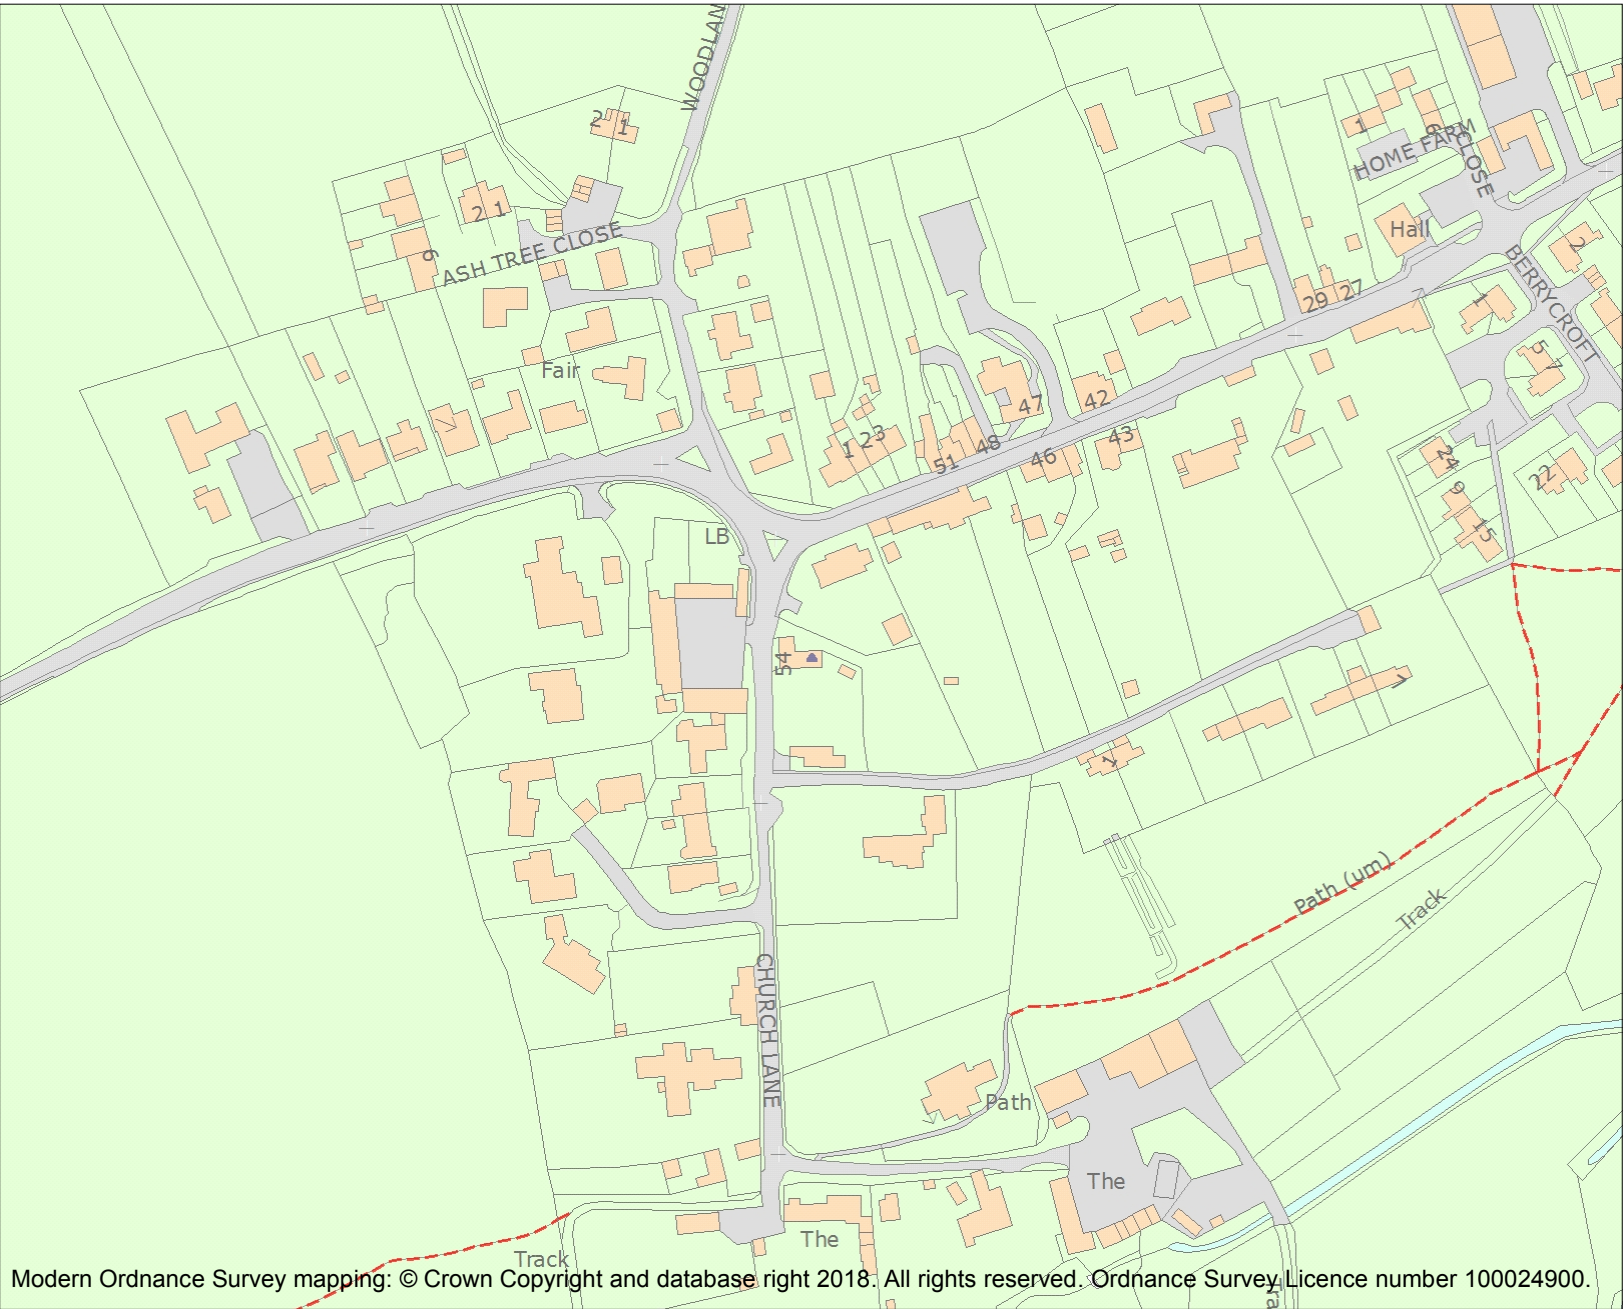 WOODLAN
2 1
1
6
HOME FARM
CLOSE
2 1
6
ASH TREE CLOSE
Hall
BERRYCROFT
2
29 27
1
5
7
Fair
47
42
43
1 2 3
51
48
46
24
9
15
22
LB
54
1
Path (um)
Track
CHURCH LANE
Path
The
The
Track
Tra
Modern Ordnance Survey mapping: © Crown Copyright and database right 2018. All rights reserved. Ordnance Survey Licence number 100024900.